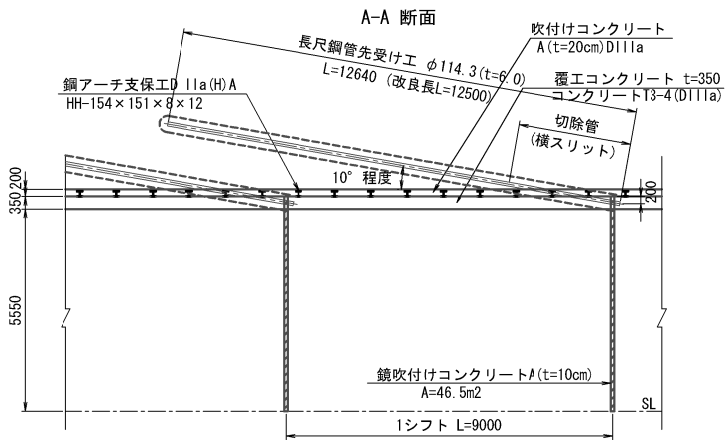 A-A 断面
吹付けコンクリート
A(t=20cm)DIIIa
長尺鋼管先受け工 φ114.3(t=6.0)
L=12640 (改良長L=12500)
覆工コンクリート t=350
コンクリートT3-4(DIIIa)
鋼アーチ支保工D IIa(H)A
HH-154×151×8×12
切除管
(横スリット)
10° 程度
200
350
200
5550
鏡吹付けコンクリートA(t=10cm)
A=46.5m2
SL
1シフト L=9000